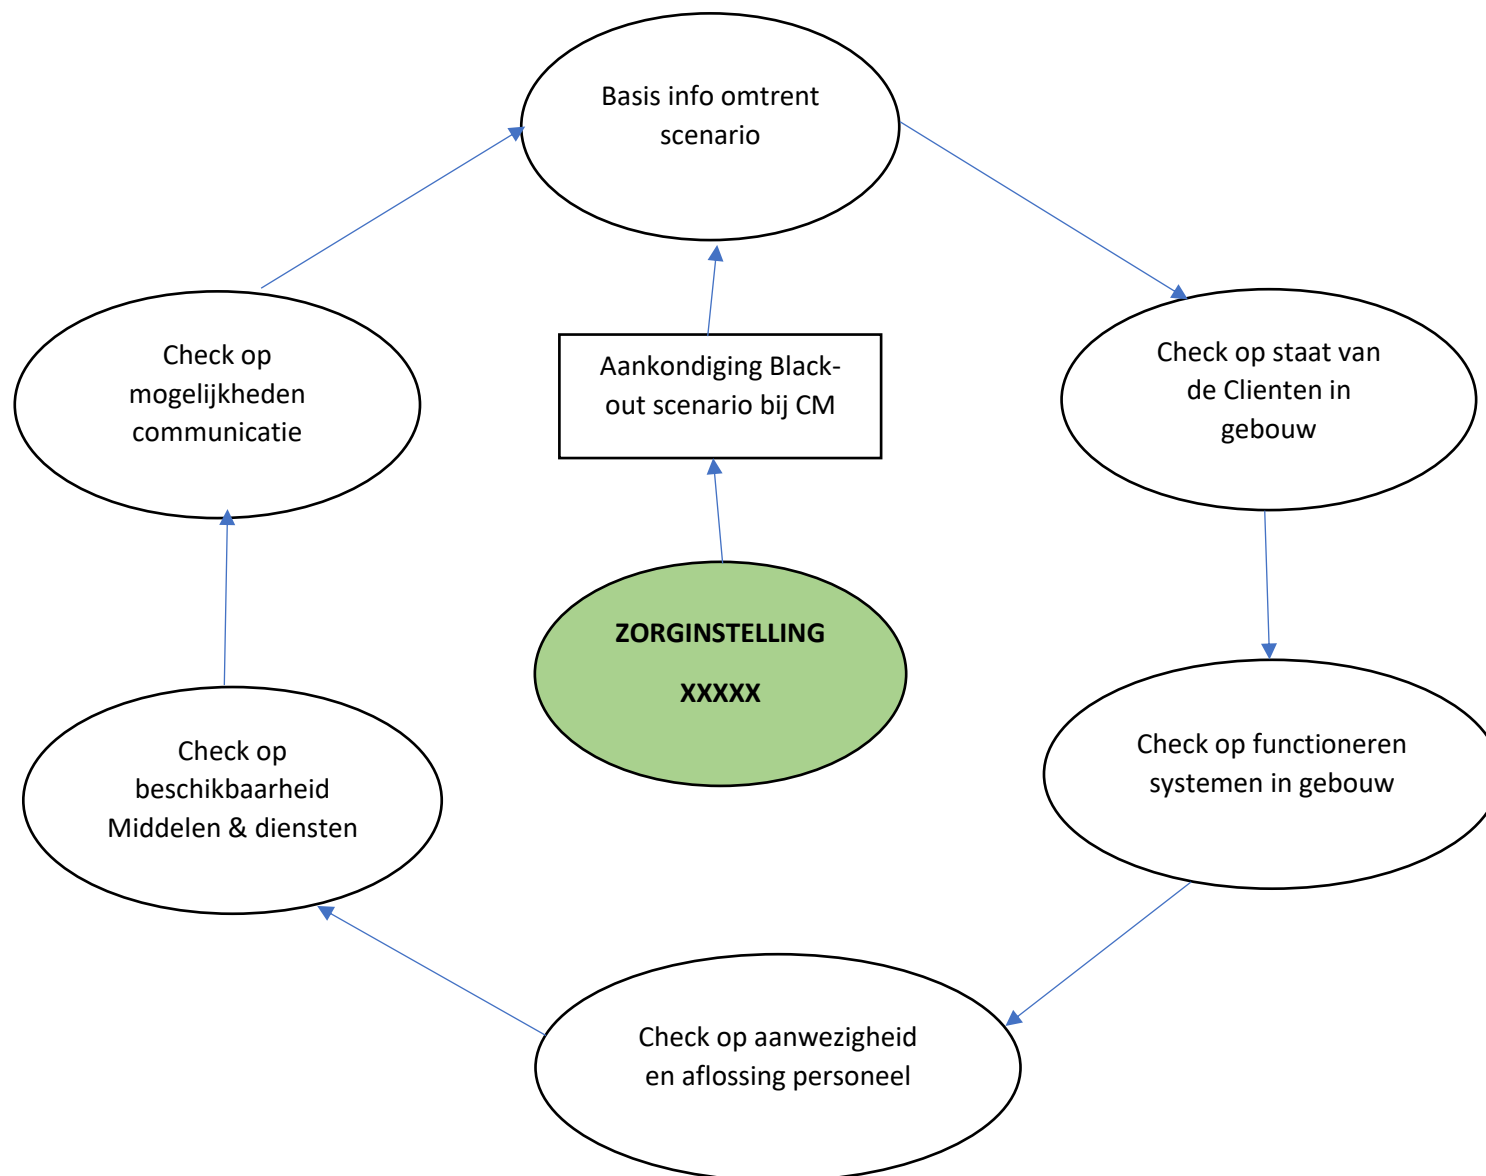 Basis info omtrent
scenario
Check op
mogelijkheden
communicatie
Aankondiging Black-
out scenario bij CM
Check op staat van
de Clienten in
gebouw
ZORGINSTELLING
XXXXX
Check op
beschikbaarheid
Middelen & diensten
Check op functioneren
systemen in gebouw
Check op aanwezigheid
en aflossing personeel